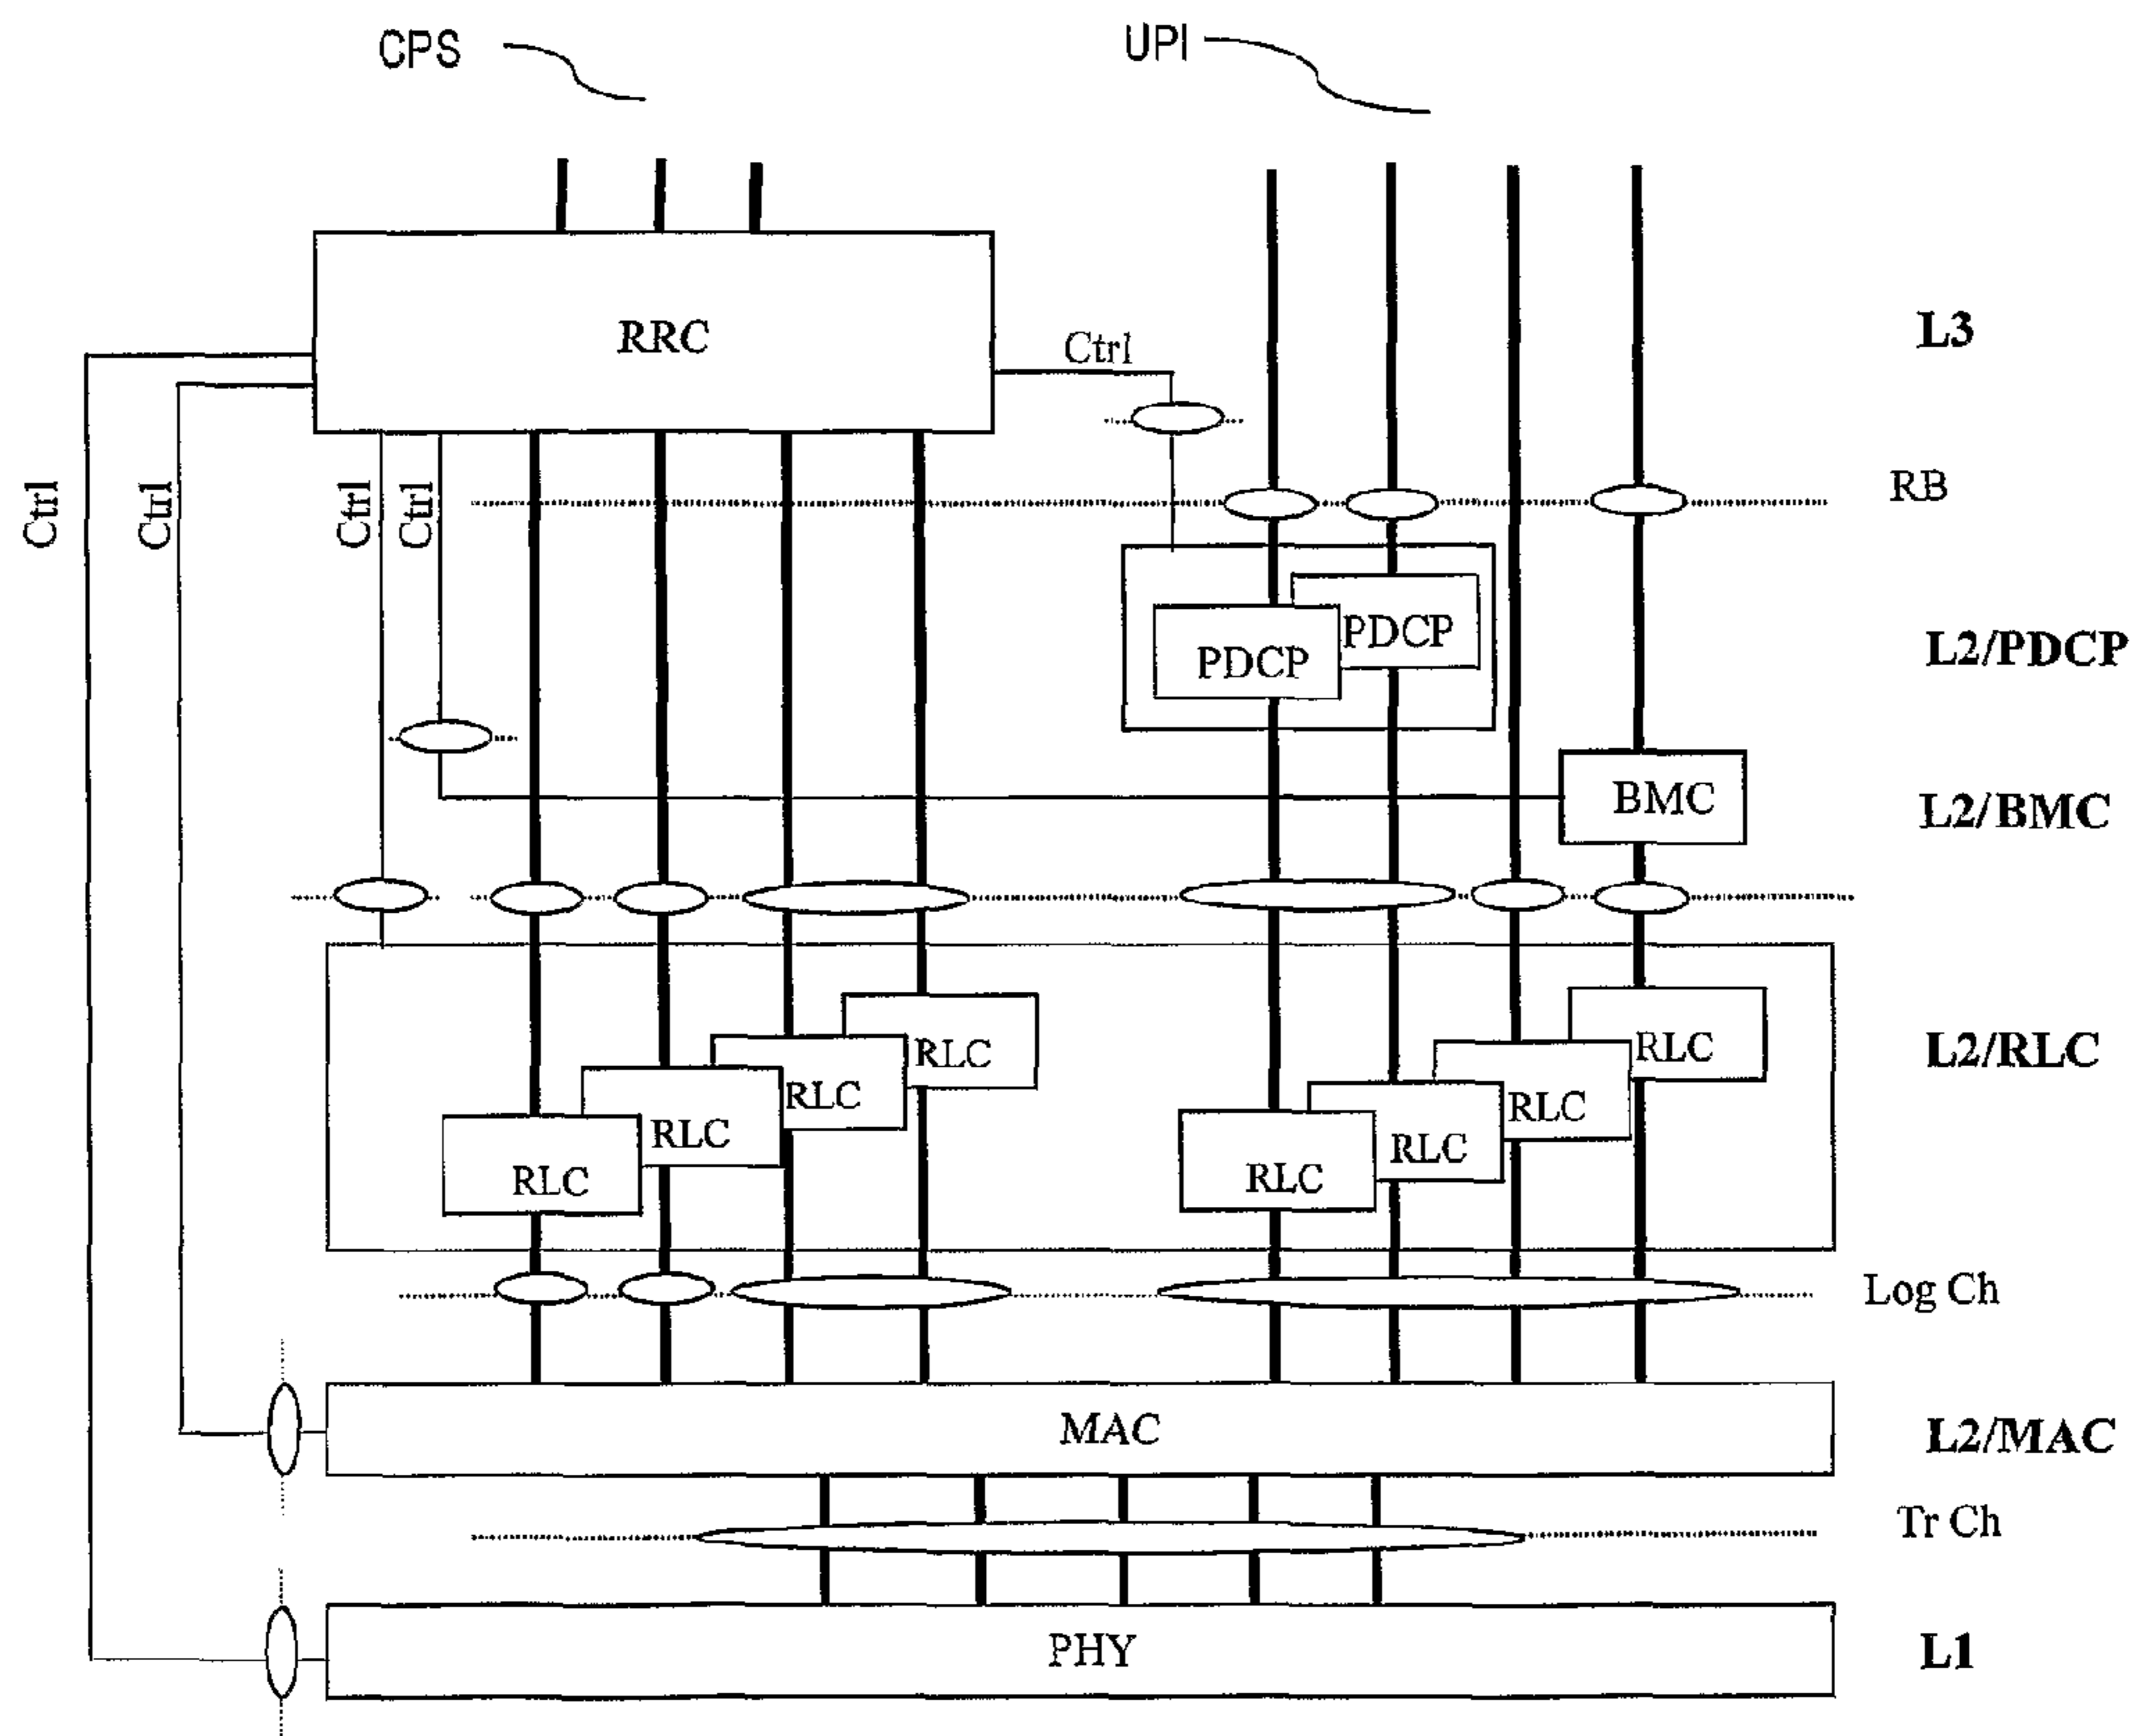 CPS
UPI
RRC
Ctrl
L3
Ctrl
Ctrl
Ctrl
Ctrl
RB
PDCP
PDCP
L2/PDCP
BMC
L2/BMC
RLC
RLC
RLC
RLC
RLC
RLC
RLC
RLC
L2/RLC
Log Ch
MAC
L2/MAC
Tr Ch
PHY
L1